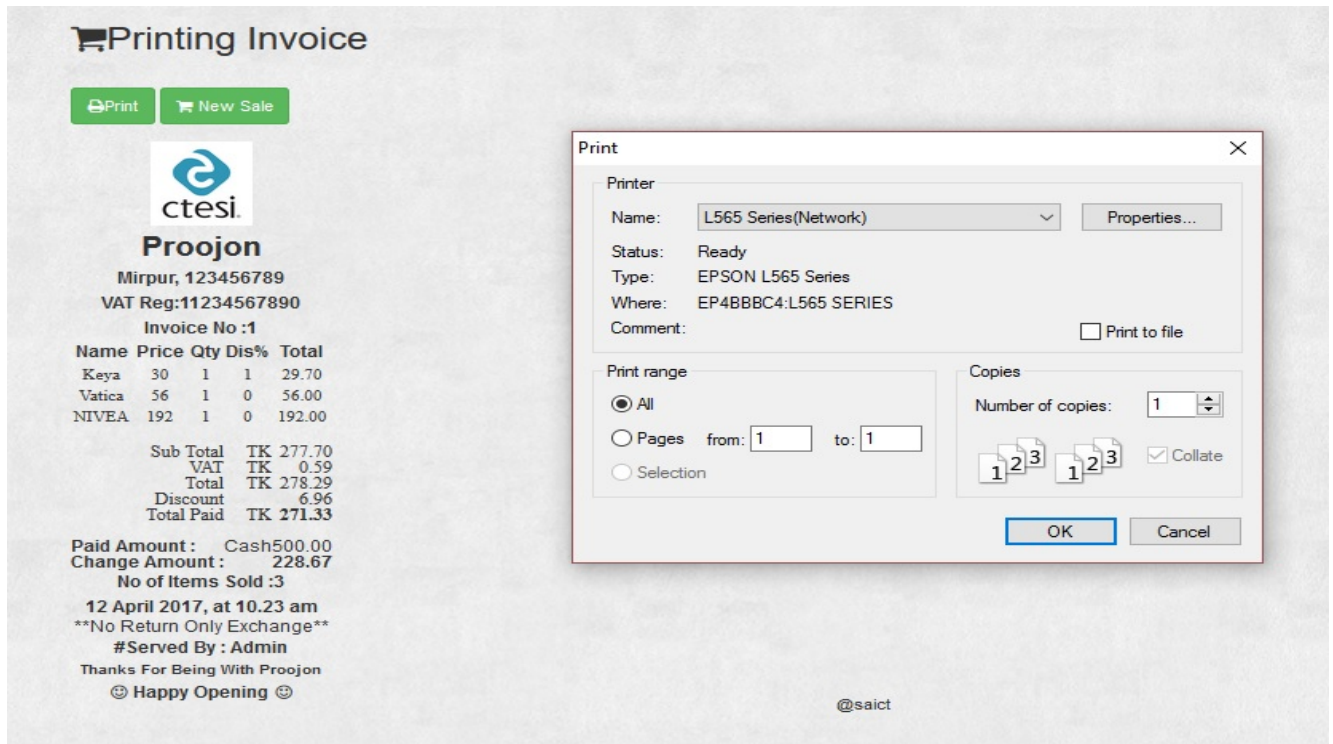 Printing Invoice
Print New Sale
ctesi.
Proojon
Mirpur, 123456789
VAT Reg:11234567890
Invoice No :1
Name Price Qty Dis% Total
Keya 30 1 1 29.70
Vatica 56 1 0 56.00
NIVEA 192 1 0 192.00
Sub Total TK 277.70
VAT TK 0.59
Total TK 278.29
Discount 6.96
Total Paid TK 271.33
Paid Amount : Cash500.00
Change Amount : 228.67
No of Items Sold :3
12 April 2017, at 10.23 am
**No Return Only Exchange**
#Served By : Admin
Thanks For Being With Proojon
☺ Happy Opening ☺
Print
Printer
Name: L565 Series(Network) Properties...
Status: Ready
Type: EPSON L565 Series
Where: EP4BBBC4:L565 SERIES
Comment: Print to file
Print range
All
Pages from: 1 to: 1
Selection
Copies
Number of copies: 1
1 2 3 1 2 3 Collate
OK Cancel
@saict